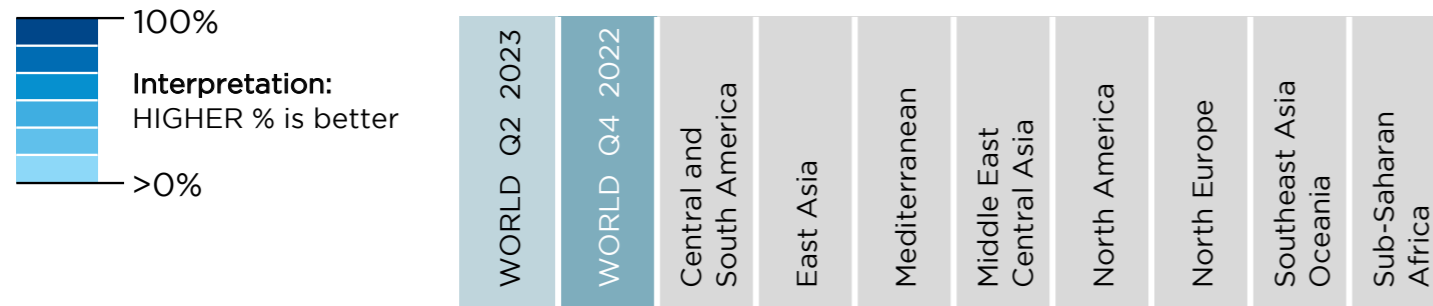 100%
Interpretation:
HIGHER % is better
>0%
WORLD Q2 2023
WORLD Q4 2022
Central and
South America
East Asia
Mediterranean
Middle East
Central Asia
North America
North Europe
Southeast Asia
Oceania
Sub-Saharan
Africa